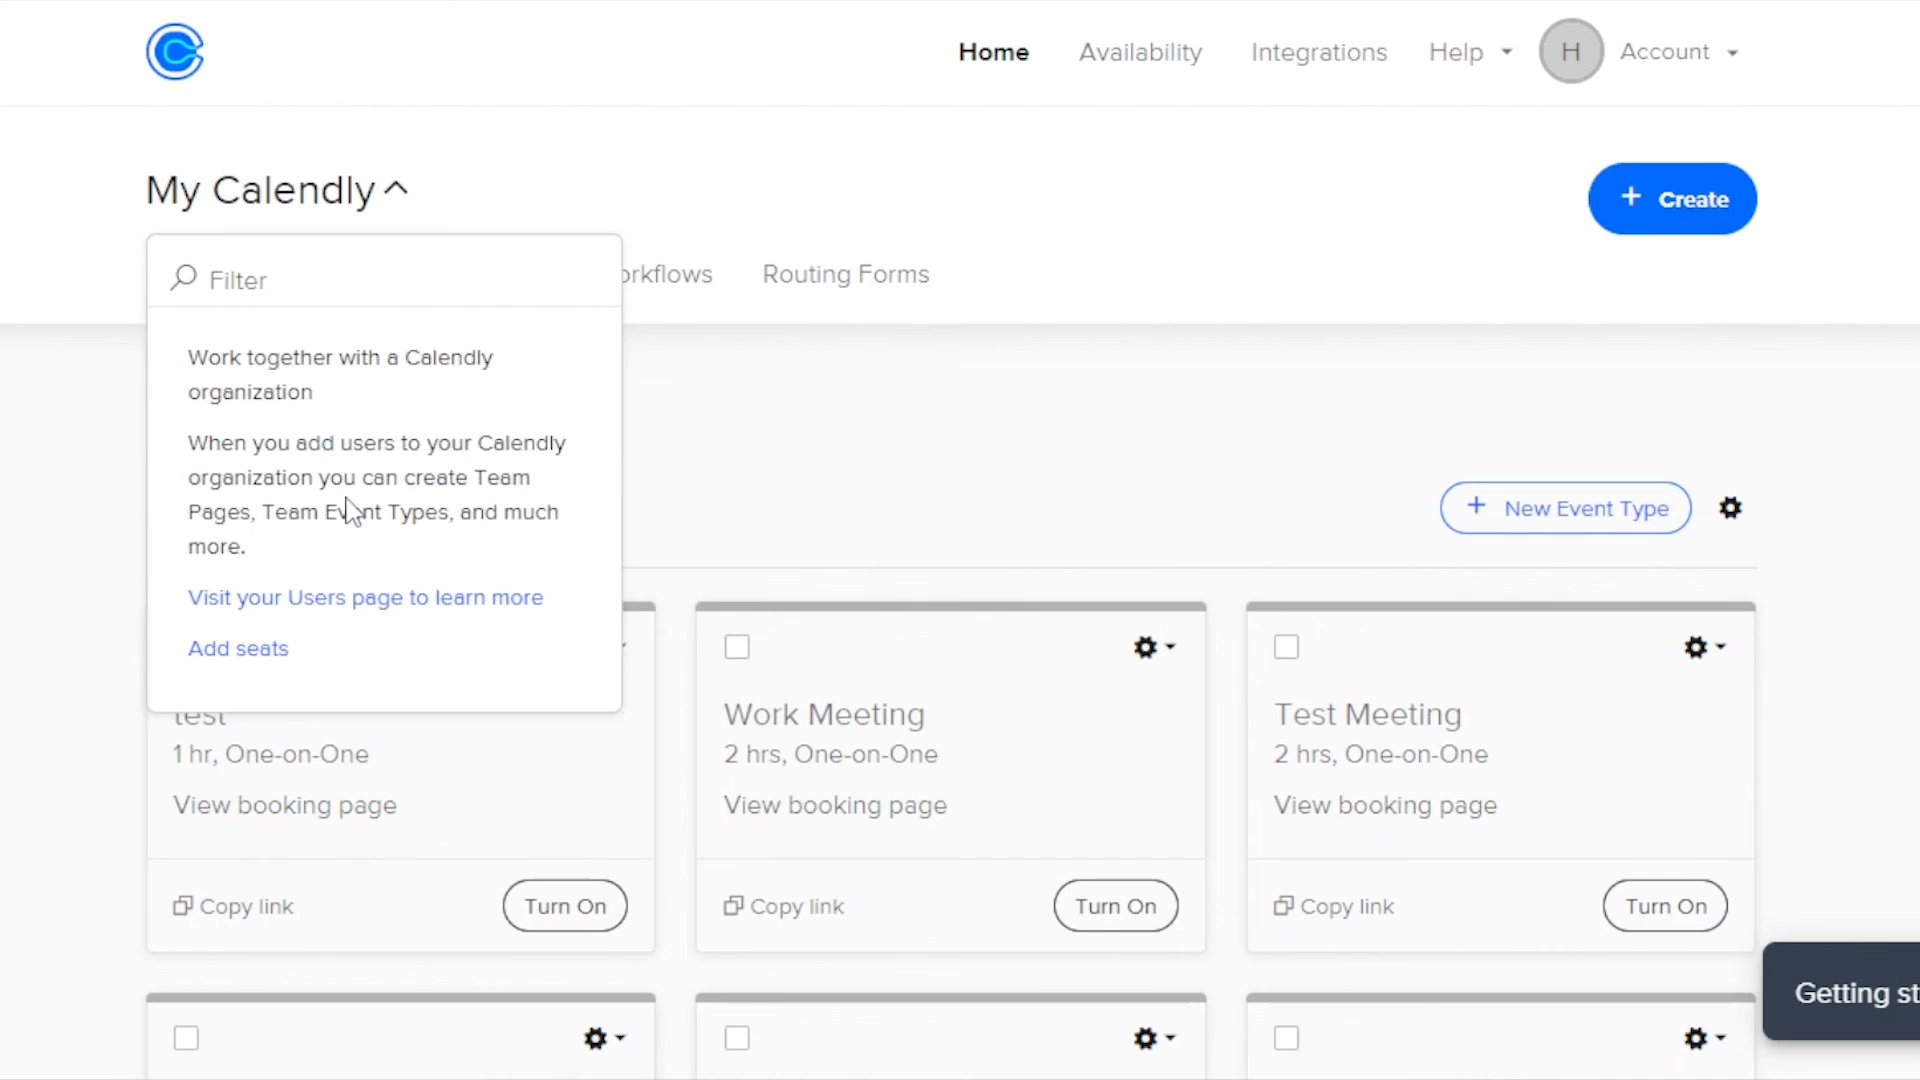 Home Availability Integrations Help H Account
My Calendly
+ Create
Filter
orkflows Routing Forms
Work together with a Calendly
organization
When you add users to your Calendly
organization you can create Team
Pages, Team Event Types, and much
more.
Visit your Users page to learn more
Add seats
+ New Event Type
test
1 hr, One-on-One
View booking page
Copy link Turn On
Work Meeting
2 hrs, One-on-One
View booking page
Copy link Turn On
Test Meeting
2 hrs, One-on-One
View booking page
Copy link Turn On
Getting st